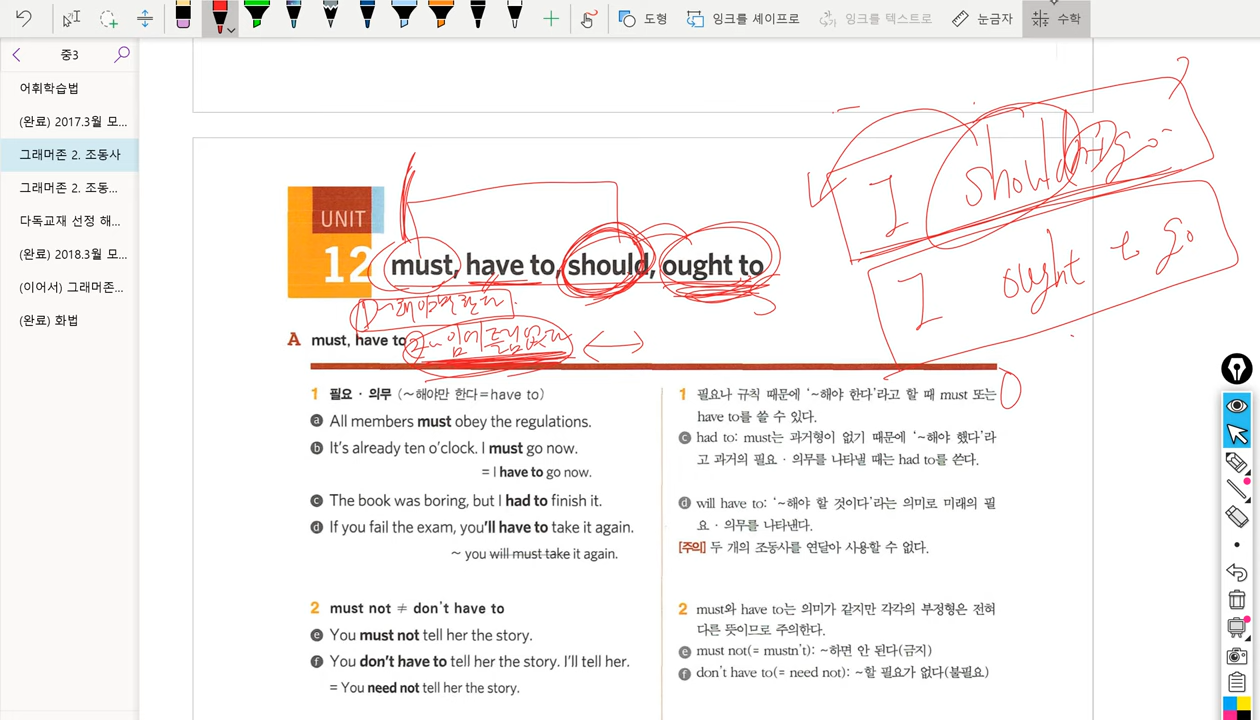 도형
잉크를 셰이프로
잉크를 텍스트로
눈금자
수학
중3
어휘학습법
(완료) 2017.3월 모...
그래머존 2. 조동사
그래머존 2. 조동...
다독교재 선정 해...
(완료) 2018.3월 모...
(이어서) 그래머존...
(완료) 화법
I should go
I ought to go
UNIT
12
must, have to, should, ought to
① ~해야만 한다.
② ~임에 틀림없다
A must, have to
1 필요 · 의무 (~해야만 한다=have to)
ⓐ All members must obey the regulations.
ⓑ It's already ten o'clock. I must go now.
= I have to go now.
ⓒ The book was boring, but I had to finish it.
ⓓ If you fail the exam, you'll have to take it again.
~ you will must take it again.
2 must not ≠ don't have to
ⓔ You must not tell her the story.
ⓕ You don't have to tell her the story. I'll tell her.
= You need not tell her the story.
1 필요나 규칙 때문에 '~해야 한다'라고 할 때 must 또는
have to를 쓸 수 있다.
ⓒ had to: must는 과거형이 없기 때문에 '~해야 했다'라
고 과거의 필요 · 의무를 나타낼 때는 had to를 쓴다.
ⓓ will have to: '~해야 할 것이다'라는 의미로 미래의 필
요 · 의무를 나타낸다.
[주의] 두 개의 조동사를 연달아 사용할 수 없다.
2 must와 have to는 의미가 같지만 각각의 부정형은 전혀
다른 뜻이므로 주의한다.
ⓔ must not(= mustn't): ~하면 안 된다(금지)
ⓕ don't have to(= need not): ~할 필요가 없다(불필요)